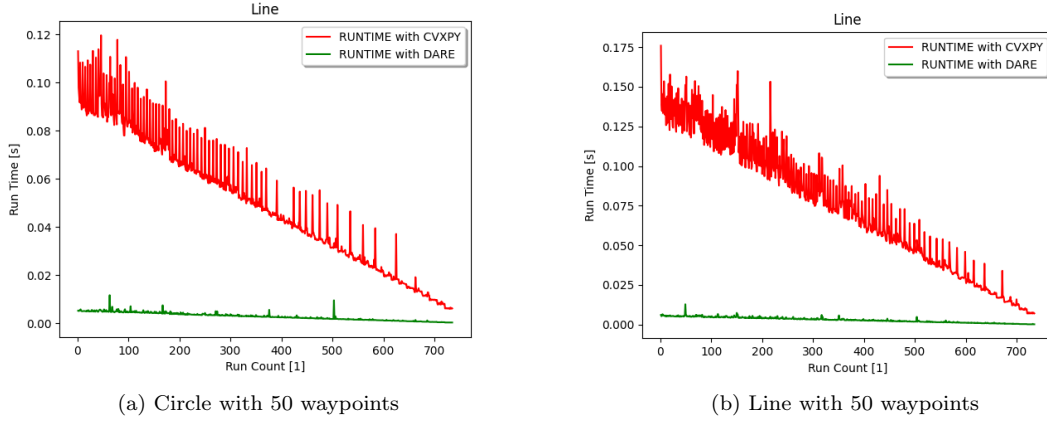 Line
RUNTIME with CVXPY
RUNTIME with DARE
0.12
0.10
0.08
0.06
0.04
0.02
0.00
Run Time [s]
0 100 200 300 400 500 600 700
Run Count [1]
(a) Circle with 50 waypoints
Line
RUNTIME with CVXPY
RUNTIME with DARE
0.175
0.150
0.125
0.100
0.075
0.050
0.025
0.000
Run Time [s]
0 100 200 300 400 500 600 700
Run Count [1]
(b) Line with 50 waypoints